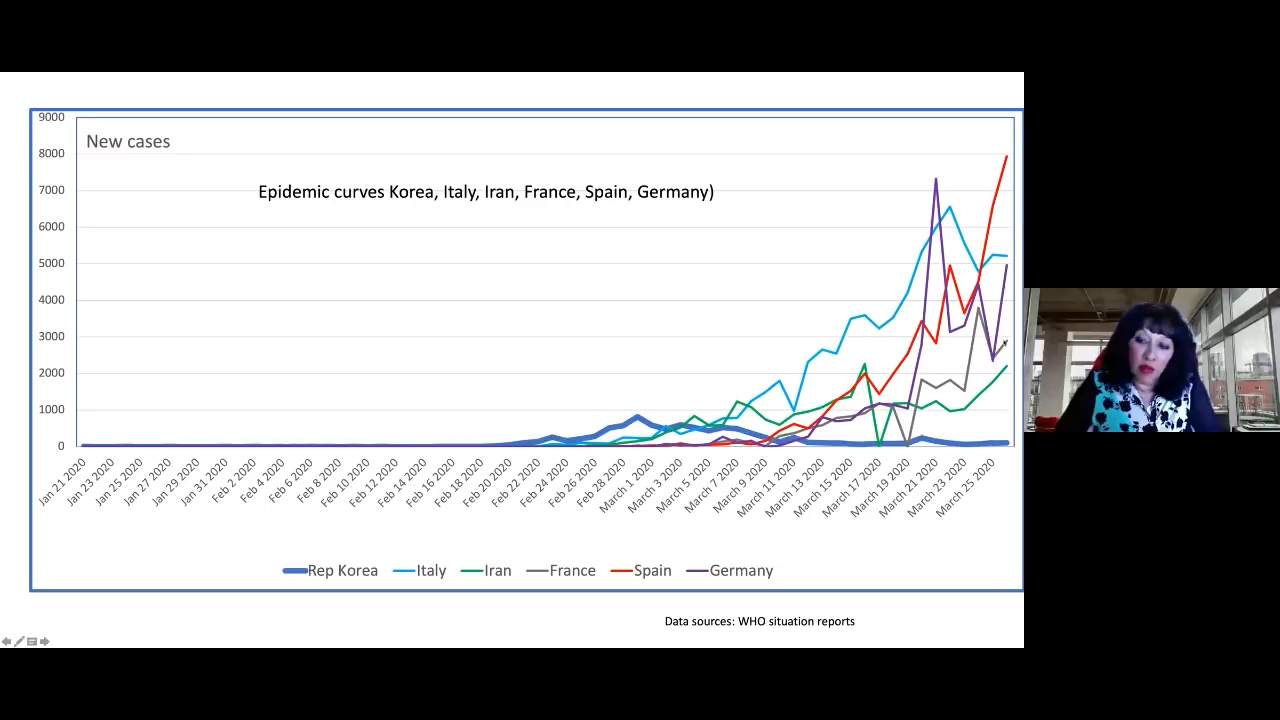 9000
New cases
8000
Epidemic curves Korea, Italy, Iran, France, Spain, Germany)
7000
6000
5000
4000
3000
2000
1000
0
Jan 21 2020
Jan 23 2020
Jan 25 2020
Jan 27 2020
Jan 29 2020
Jan 31 2020
Feb 2 2020
Feb 4 2020
Feb 6 2020
Feb 8 2020
Feb 10 2020
Feb 12 2020
Feb 14 2020
Feb 16 2020
Feb 18 2020
Feb 20 2020
Feb 22 2020
Feb 24 2020
Feb 26 2020
Feb 28 2020
March 1 2020
March 3 2020
March 5 2020
March 7 2020
March 9 2020
March 11 2020
March 13 2020
March 15 2020
March 17 2020
March 19 2020
March 21 2020
March 23 2020
March 25 2020
Rep Korea Italy Iran France Spain Germany
Data sources: WHO situation reports